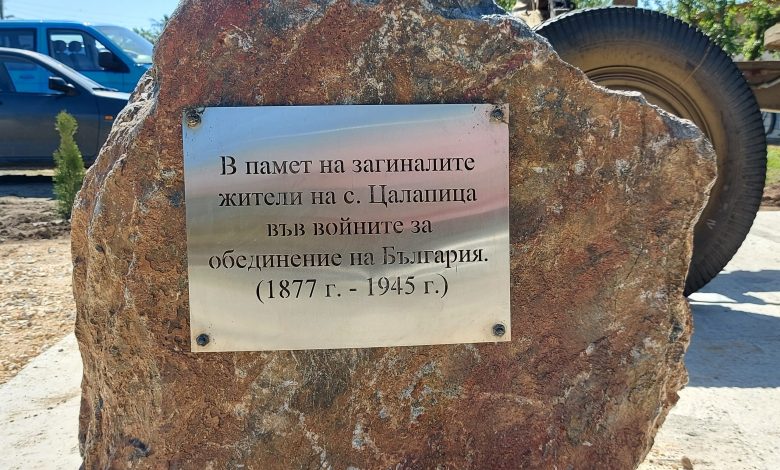 В памет на загиналите
жители на с. Цалапица
във войните за
обединение на България.
(1877 г. - 1945 г.)